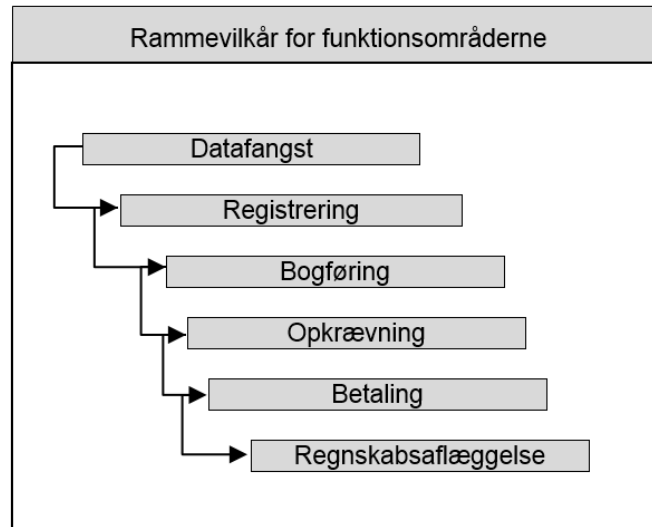 Rammevilkår for funktionsområderne
Datafangst
Registrering
Bogføring
Opkrævning
Betaling
Regnskabsaflæggelse